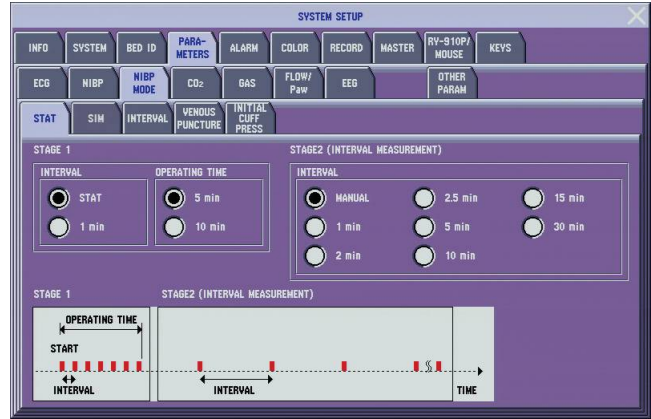 SYSTEM SETUP
INFO SYSTEM BED ID PARA-METERS ALARM COLOR RECORD MASTER RY-910P/ MOUSE KEYS
ECG NIBP NIBP MODE CO2 GAS FLOW/ Paw EEG OTHER PARAM
STAT SIM INTERVAL VENOUS PUNCTURE INITIAL CUFF PRESS
STAGE 1
INTERVAL
STAT
1 min
OPERATING TIME
5 min
10 min
STAGE2 (INTERVAL MEASUREMENT)
INTERVAL
MANUAL 2.5 min 15 min
1 min 5 min 30 min
2 min 10 min
STAGE 1 STAGE2 (INTERVAL MEASUREMENT)
OPERATING TIME
START
INTERVAL INTERVAL TIME